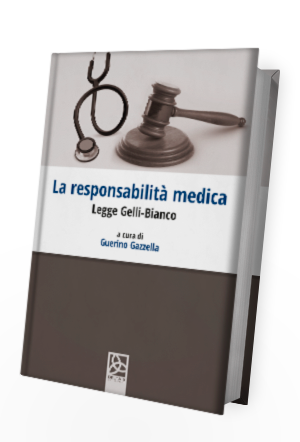 La responsabilità medica
Legge Gelli-Bianco
a cura di
Guerino Gazzella